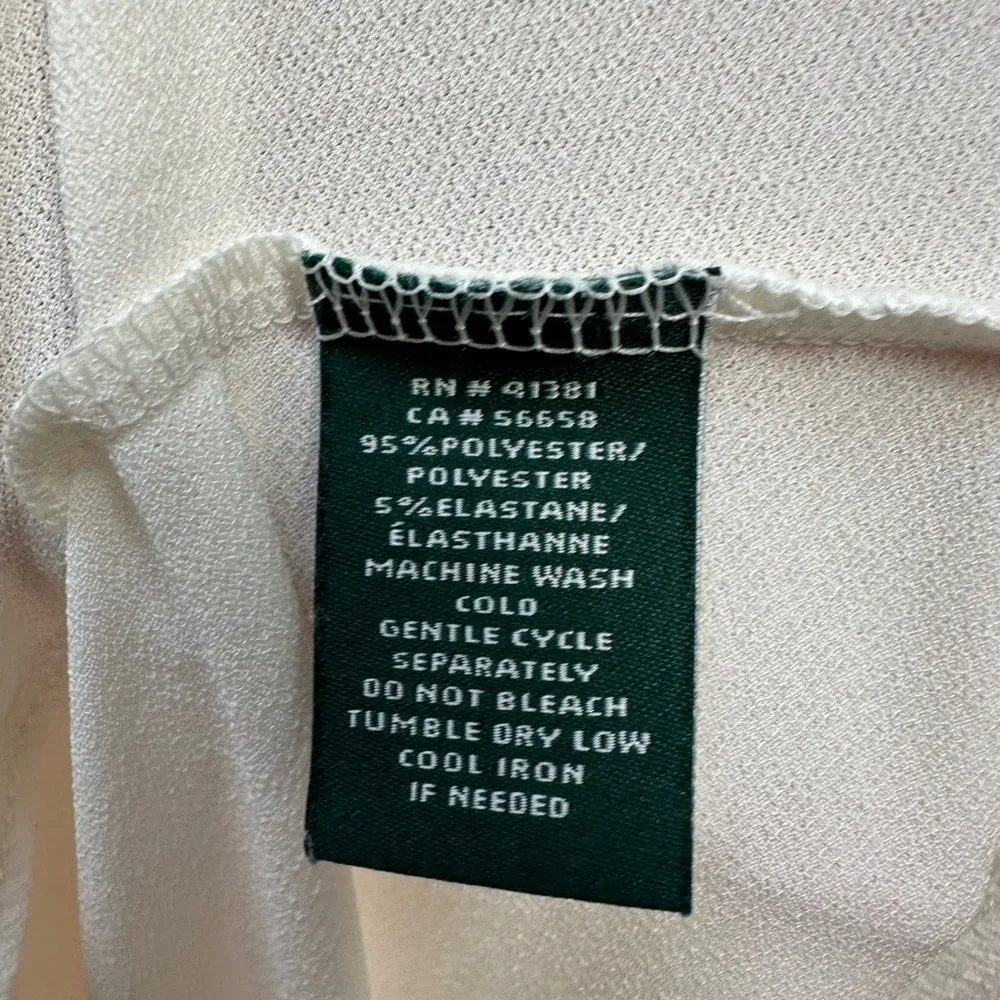 RN # 41381
CA # 56658
95%POLYESTER/
POLYESTER
5%ELASTANE/
ÉLASTHANNE
MACHINE WASH
COLD
GENTLE CYCLE
SEPARATELY
DO NOT BLEACH
TUMBLE DRY LOW
COOL IRON
IF NEEDED